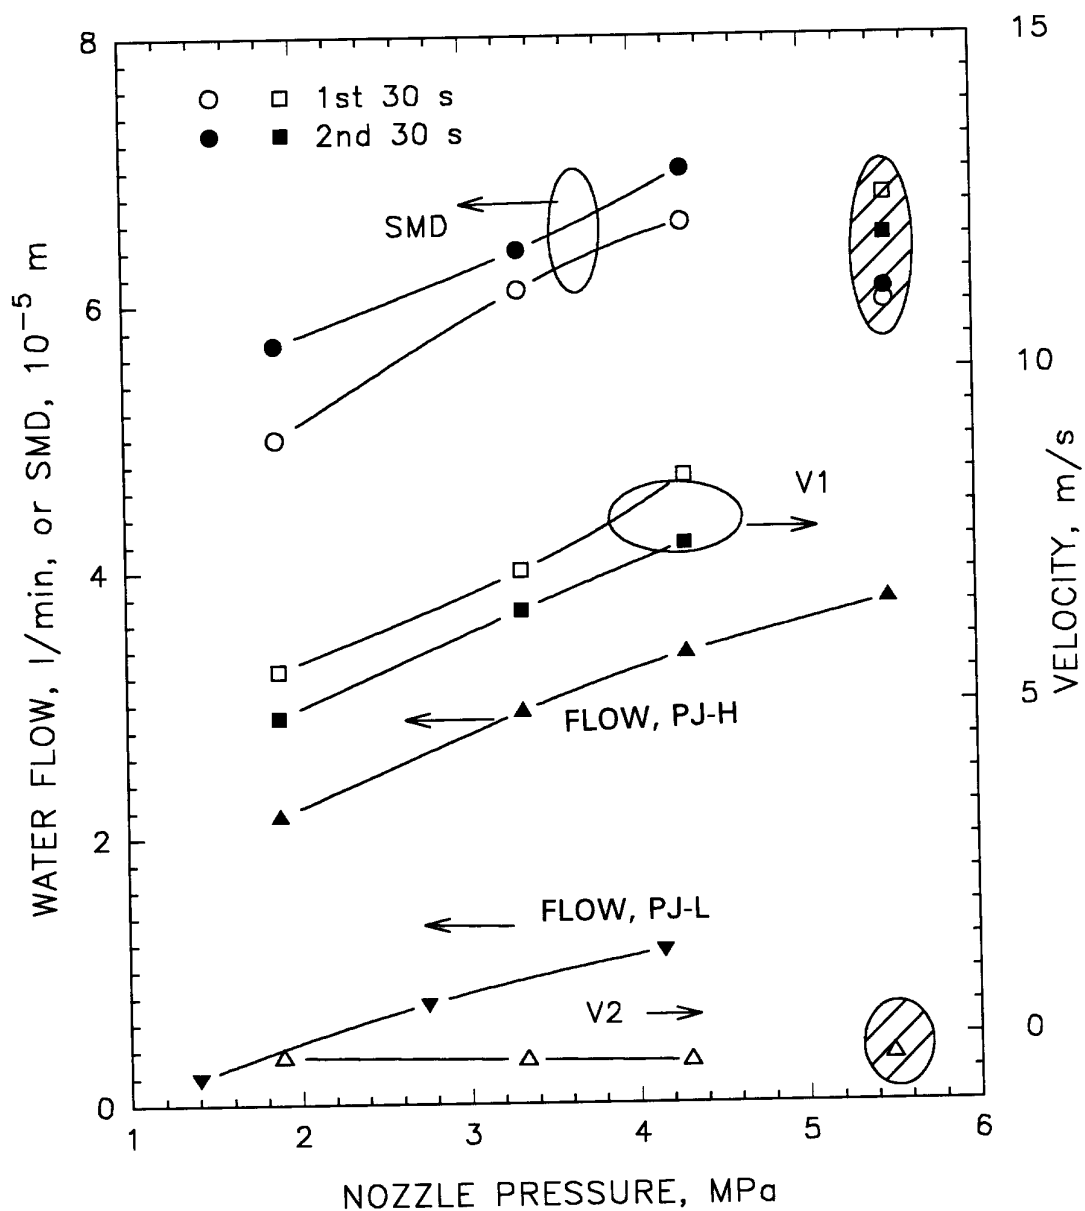 8
15
1st 30 s
2nd 30 s
SMD
6
10
V1
4
5
FLOW, PJ-H
2
FLOW, PJ-L
V2
0
0
1 2 3 4 5 6
NOZZLE PRESSURE, MPa
WATER FLOW, l/min, or SMD, 10⁻⁵ m
VELOCITY, m/s